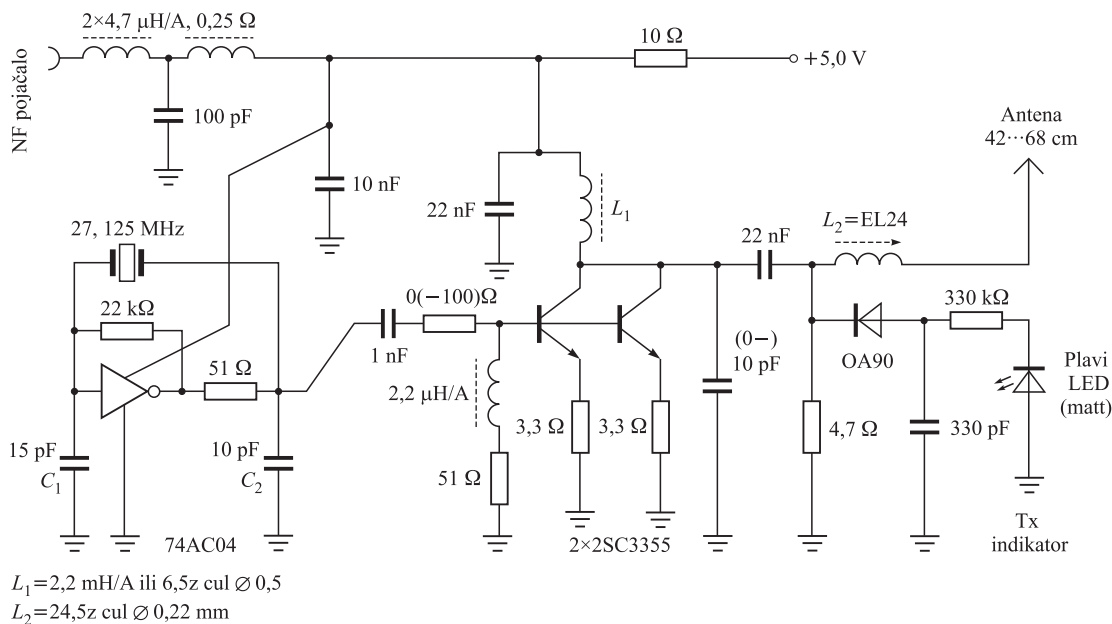 2×4,7 μH/A, 0,25 Ω
10 Ω
+5,0 V
NF pojačalo
100 pF
Antena
42···68 cm
10 nF
22 nF
L₁
22 nF
L₂=EL24
27, 125 MHz
22 kΩ
0(−100)Ω
330 kΩ
51 Ω
1 nF
(0−)
10 pF
OA90
Plavi
LED
(matt)
2,2 μH/A
15 pF
C₁
10 pF
C₂
3,3 Ω
3,3 Ω
4,7 Ω
330 pF
51 Ω
74AC04
2×2SC3355
Tx
indikator
L₁=2,2 mH/A ili 6,5z cul ∅ 0,5
L₂=24,5z cul ∅ 0,22 mm